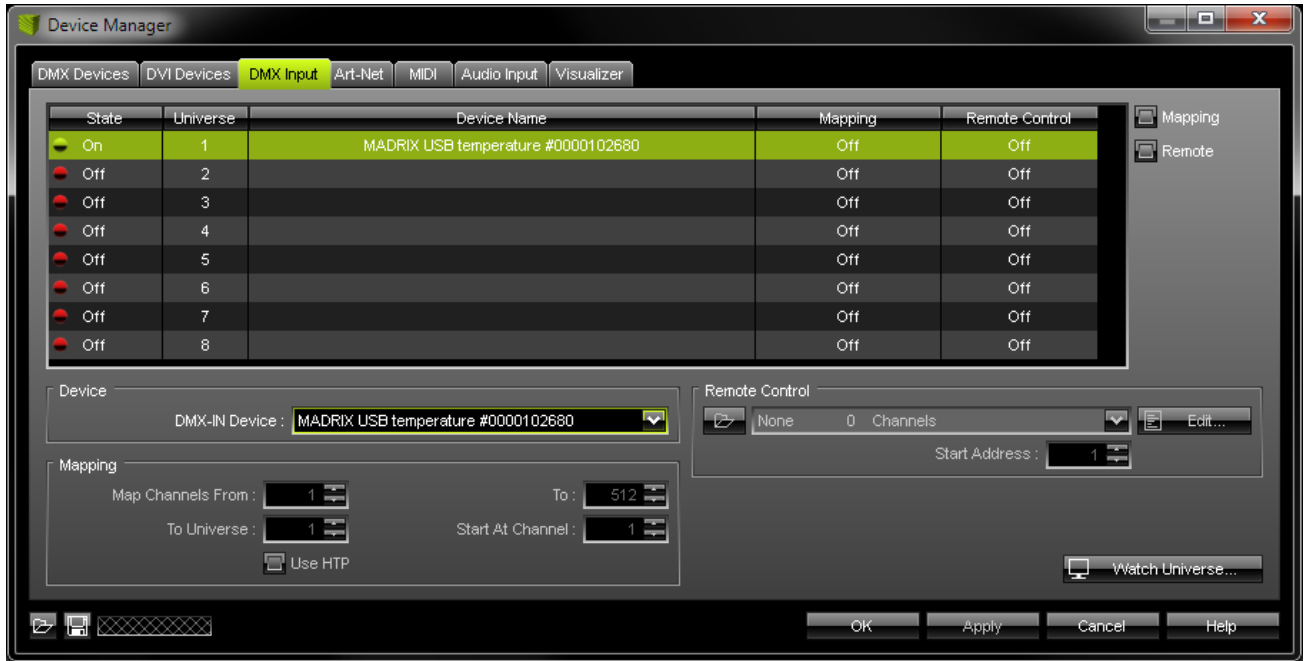 Device Manager
DMX Devices DVI Devices DMX Input Art-Net MIDI Audio Input Visualizer
State Universe Device Name Mapping Remote Control
On 1 MADRIX USB temperature #0000102680 Off Off
Off 2 Off Off
Off 3 Off Off
Off 4 Off Off
Off 5 Off Off
Off 6 Off Off
Off 7 Off Off
Off 8 Off Off
Mapping
Remote
Device
DMX-IN Device : MADRIX USB temperature #0000102680
Mapping
Map Channels From : 1 To : 512
To Universe : 1 Start At Channel : 1
Use HTP
Remote Control
None 0 Channels Edit...
Start Address : 1
Watch Universe...
OK Apply Cancel Help